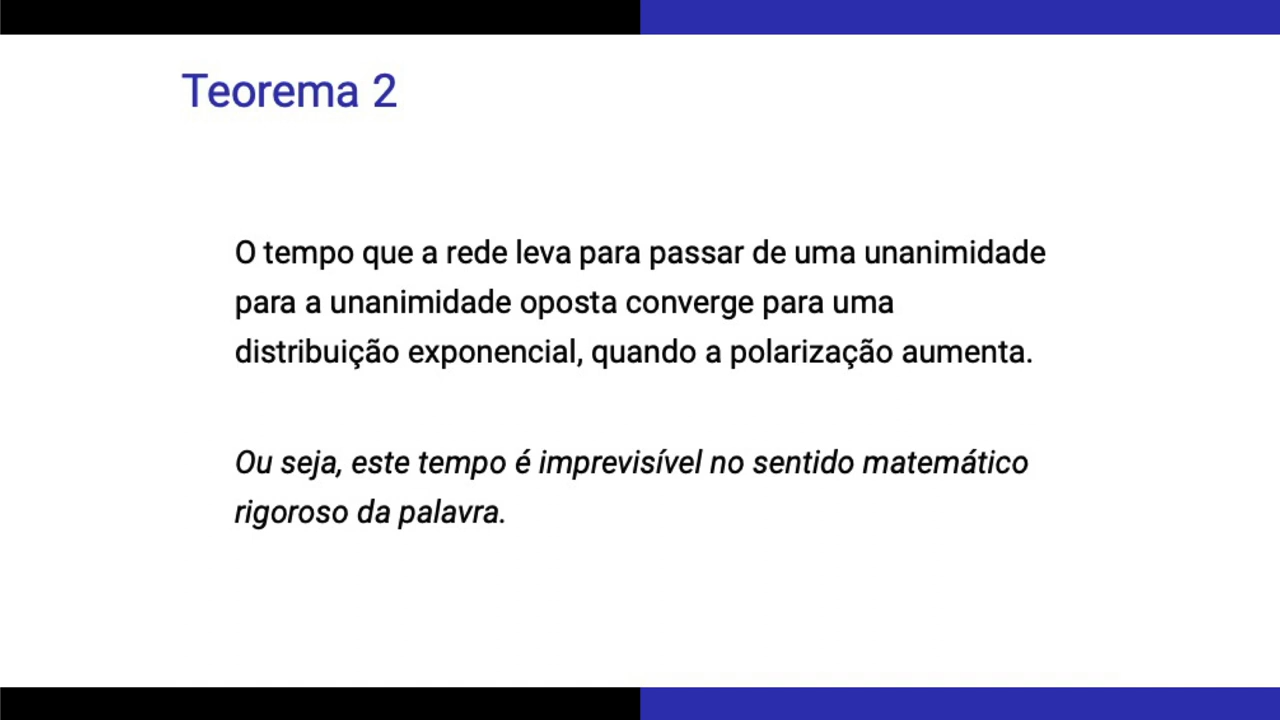 Teorema 2
O tempo que a rede leva para passar de uma unanimidade
para a unanimidade oposta converge para uma
distribuição exponencial, quando a polarização aumenta.
Ou seja, este tempo é imprevisível no sentido matemático
rigoroso da palavra.